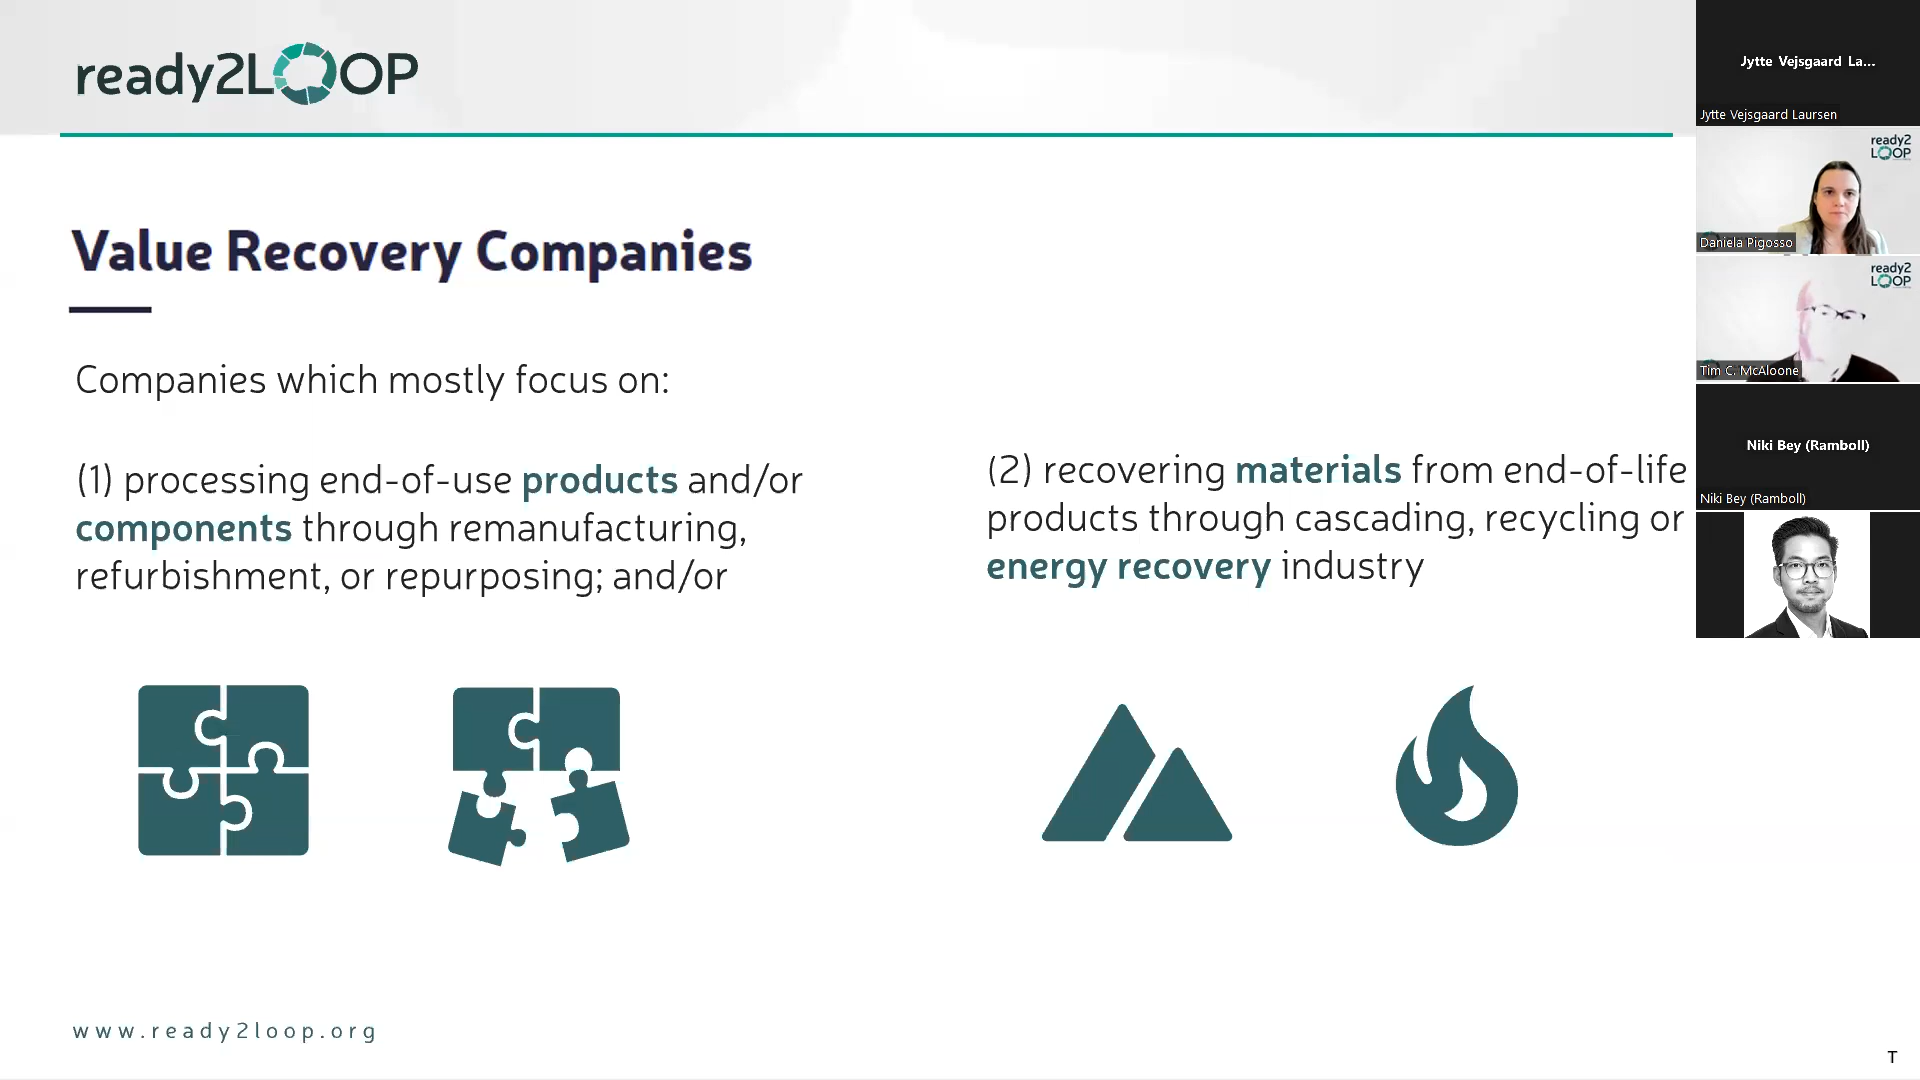 ready2LOOP
Value Recovery Companies
Companies which mostly focus on:
(1) processing end-of-use products and/or
components through remanufacturing,
refurbishment, or repurposing; and/or
(2) recovering materials from end-of-life
products through cascading, recycling or
energy recovery industry
www.ready2loop.org
Jytte Vejsgaard La...
Jytte Vejsgaard Laursen
ready2
LOOP
Daniela Pigosso
ready2
LOOP
Tim C. McAloone
Niki Bey (Ramboll)
Niki Bey (Ramboll)
T